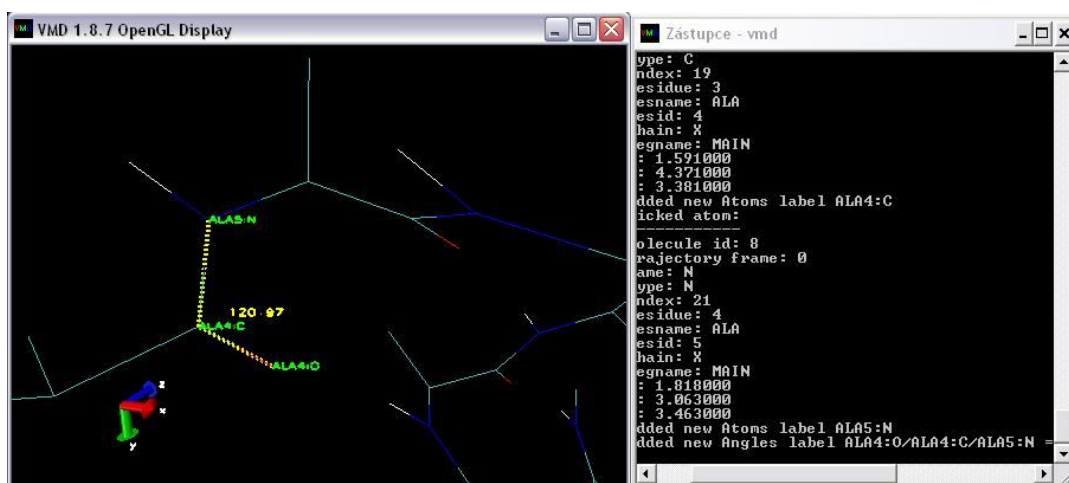 VMD 1.8.7 OpenGL Display
ALA5:N
120.97
ALA4:C
ALA4:O
z
x
y
Zástupce - vmd
ype: C
ndex: 19
esidue: 3
esname: ALA
esid: 4
hain: X
egname: MAIN
: 1.591000
: 4.371000
: 3.381000
dded new Atoms label ALA4:C
icked atom:
-----------
olecule id: 8
rajectory frame: 0
ame: N
ype: N
ndex: 21
esidue: 4
esname: ALA
esid: 5
hain: X
egname: MAIN
: 1.818000
: 3.063000
: 3.463000
dded new Atoms label ALA5:N
dded new Angles label ALA4:O/ALA4:C/ALA5:N =